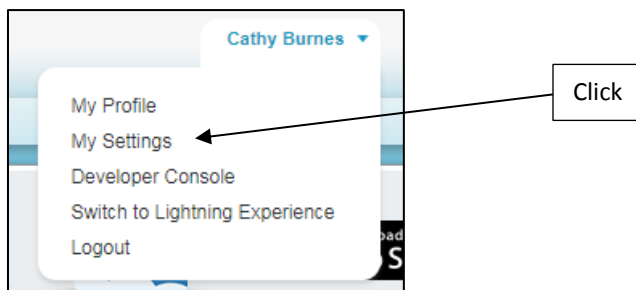 Cathy Burnes
Click
My Profile
My Settings
Developer Console
Switch to Lightning Experience
Logout